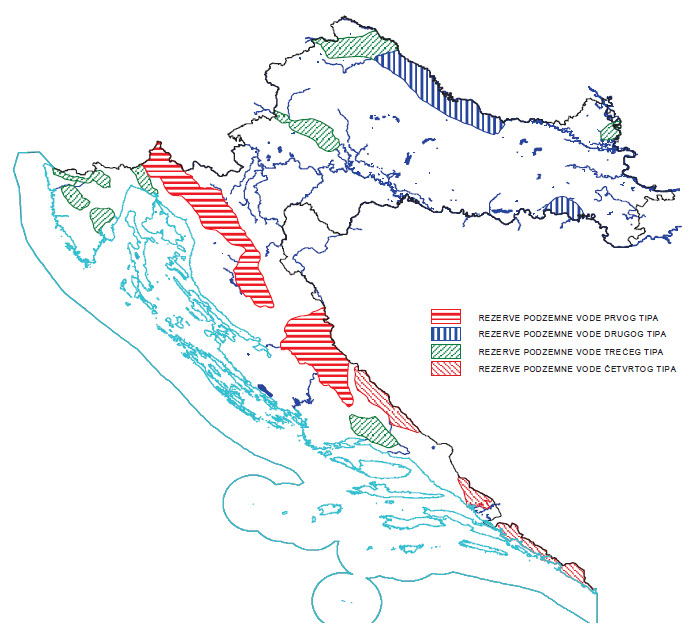 REZERVE PODZEMNE VODE PRVOG TIPA
REZERVE PODZEMNE VODE DRUGOG TIPA
REZERVE PODZEMNE VODE TREĆEG TIPA
REZERVE PODZEMNE VODE ČETVRTOG TIPA